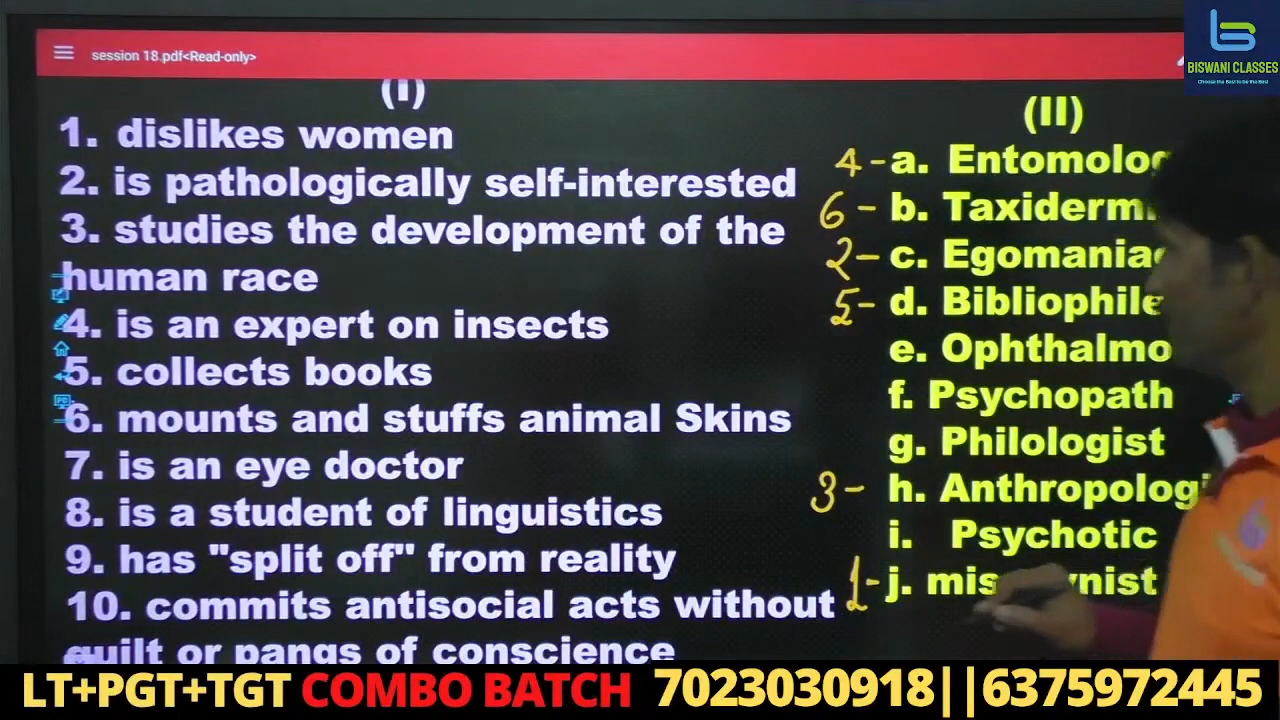 session 18.pdf<Read-only>
BISWANI CLASSES
(I)
1. dislikes women
2. is pathologically self-interested
3. studies the development of the
human race
4. is an expert on insects
5. collects books
6. mounts and stuffs animal Skins
7. is an eye doctor
8. is a student of linguistics
9. has "split off" from reality
10. commits antisocial acts without
guilt or pangs of conscience
(II)
4 - a. Entomolog
6 - b. Taxidermi
2 - c. Egomaniac
5 - d. Bibliophile
e. Ophthalmo
f. Psychopath
g. Philologist
3 - h. Anthropologi
i. Psychotic
1 - j. mis ynist
LT+PGT+TGT COMBO BATCH 7023030918||6375972445